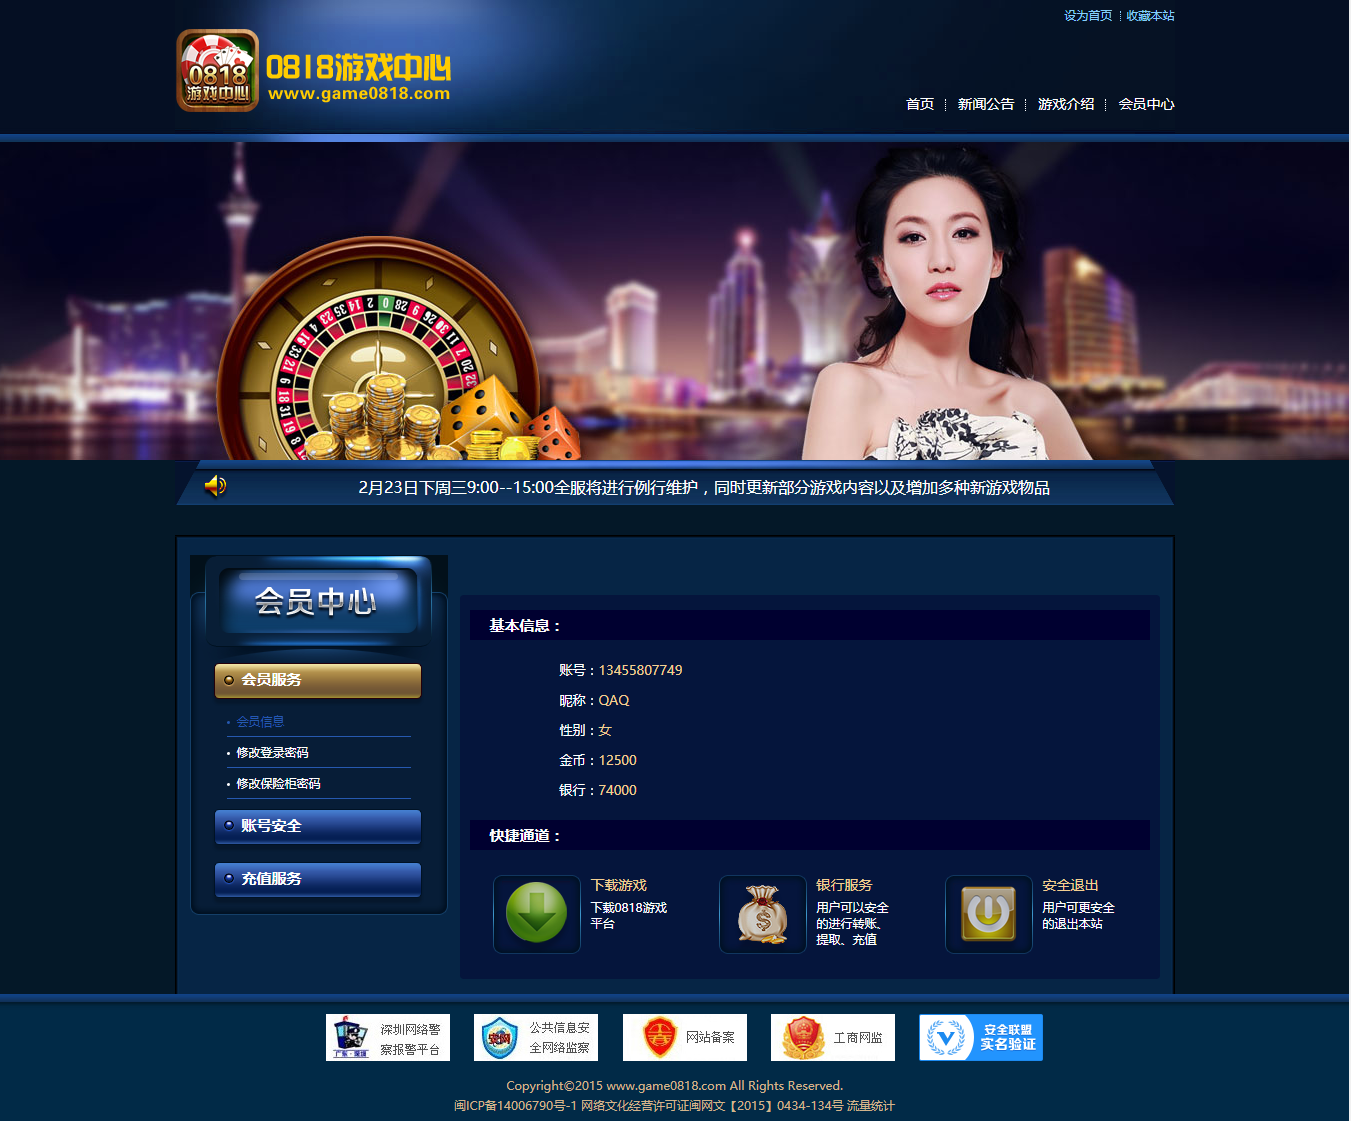 设为首页 收藏本站
0818
游戏中心
0818游戏中心
www.game0818.com
首页 新闻公告 游戏介绍 会员中心
2月23日下周三9:00--15:00全服将进行例行维护，同时更新部分游戏内容以及增加多种新游戏物品
会员中心
会员服务
会员信息
修改登录密码
修改保险柜密码
账号安全
充值服务
基本信息：
账号：13455807749
昵称：QAQ
性别：女
金币：12500
银行：74000
快捷通道：
下载游戏
下载0818游戏
平台
银行服务
用户可以安全
的进行转账、
提取、充值
安全退出
用户可更安全
的退出本站
深圳网络警
察报警平台
公共信息安
全网络监察
网站备案
工商网监
安全联盟
实名验证
Copyright©2015 www.game0818.com All Rights Reserved.
闽ICP备14006790号-1 网络文化经营许可证闽网文【2015】0434-134号 流量统计